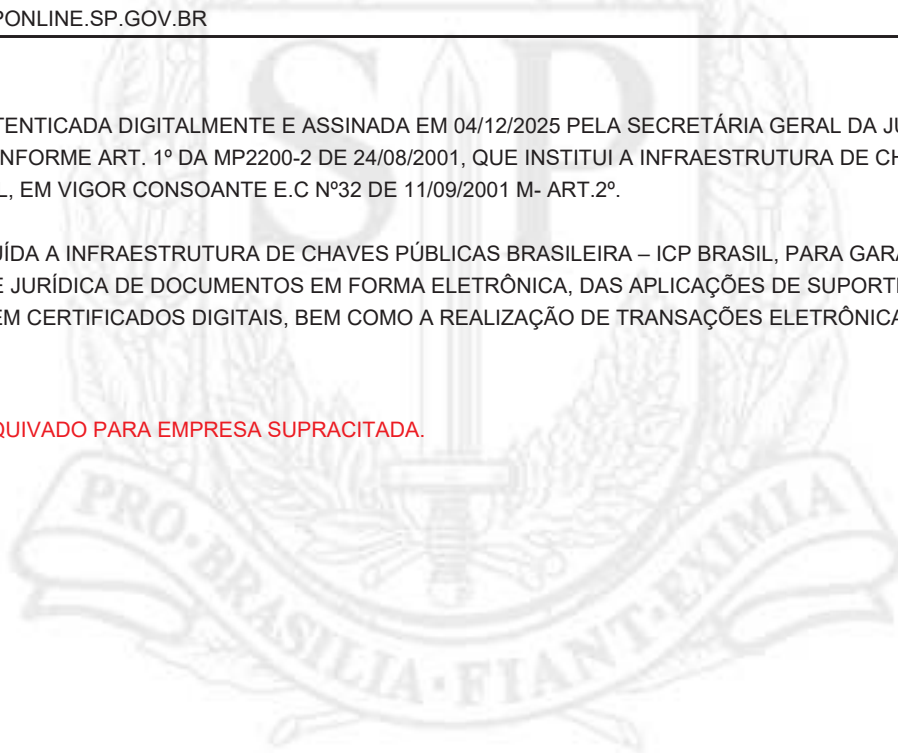 PONLINE.SP.GOV.BR
TENTICADA DIGITALMENTE E ASSINADA EM 04/12/2025 PELA SECRETÁRIA GERAL DA JU
NFORME ART. 1º DA MP2200-2 DE 24/08/2001, QUE INSTITUI A INFRAESTRUTURA DE CH
L, EM VIGOR CONSOANTE E.C Nº32 DE 11/09/2001 M- ART.2º.
UÍDA A INFRAESTRUTURA DE CHAVES PÚBLICAS BRASILEIRA – ICP BRASIL, PARA GARA
E JURÍDICA DE DOCUMENTOS EM FORMA ELETRÔNICA, DAS APLICAÇÕES DE SUPORTE
EM CERTIFICADOS DIGITAIS, BEM COMO A REALIZAÇÃO DE TRANSAÇÕES ELETRÔNICA
QUIVADO PARA EMPRESA SUPRACITADA.
SP
PRO·BRASILIA·FIANT·EXIMIA